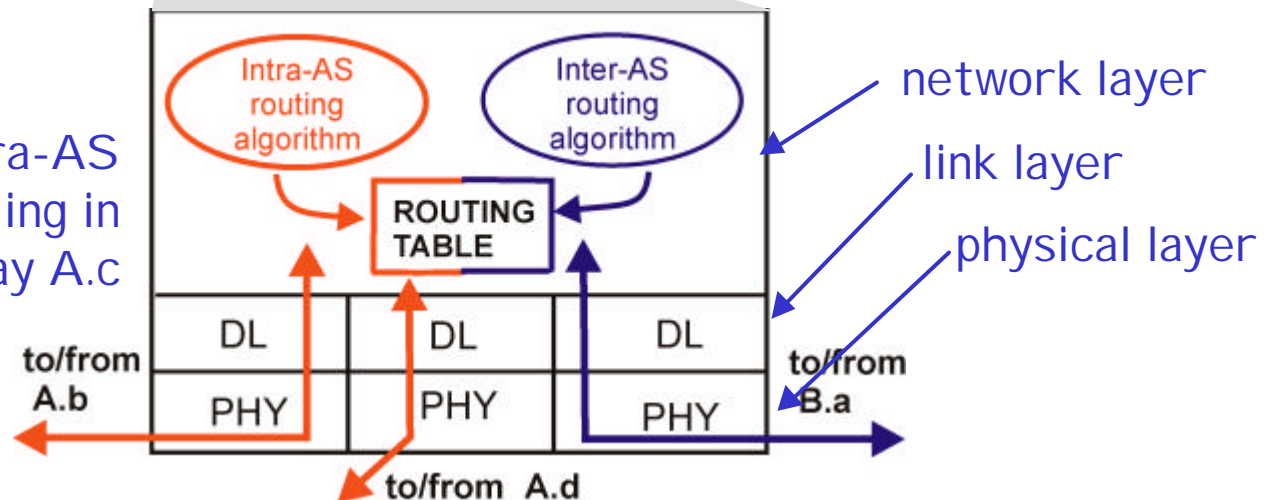 Intra-AS
routing
algorithm
Inter-AS
routing
algorithm
ROUTING
TABLE
network layer
link layer
physical layer
ra-AS
ing in
ay A.c
DL
DL
DL
PHY
PHY
PHY
to/from
A.b
to/from
B.a
to/from A.d